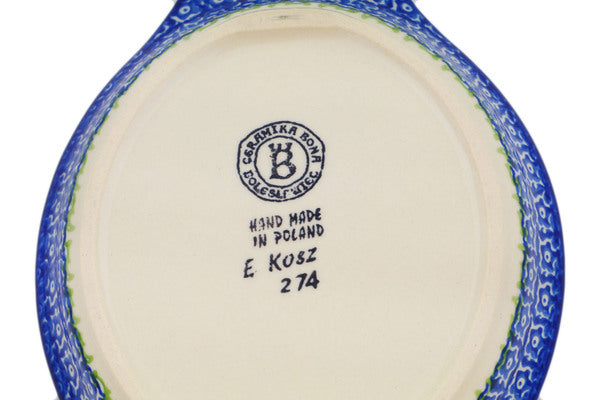 CERAMIKA BONA
BOLESŁAWIEC
B
HAND MADE
IN POLAND
E. KOSZ
274